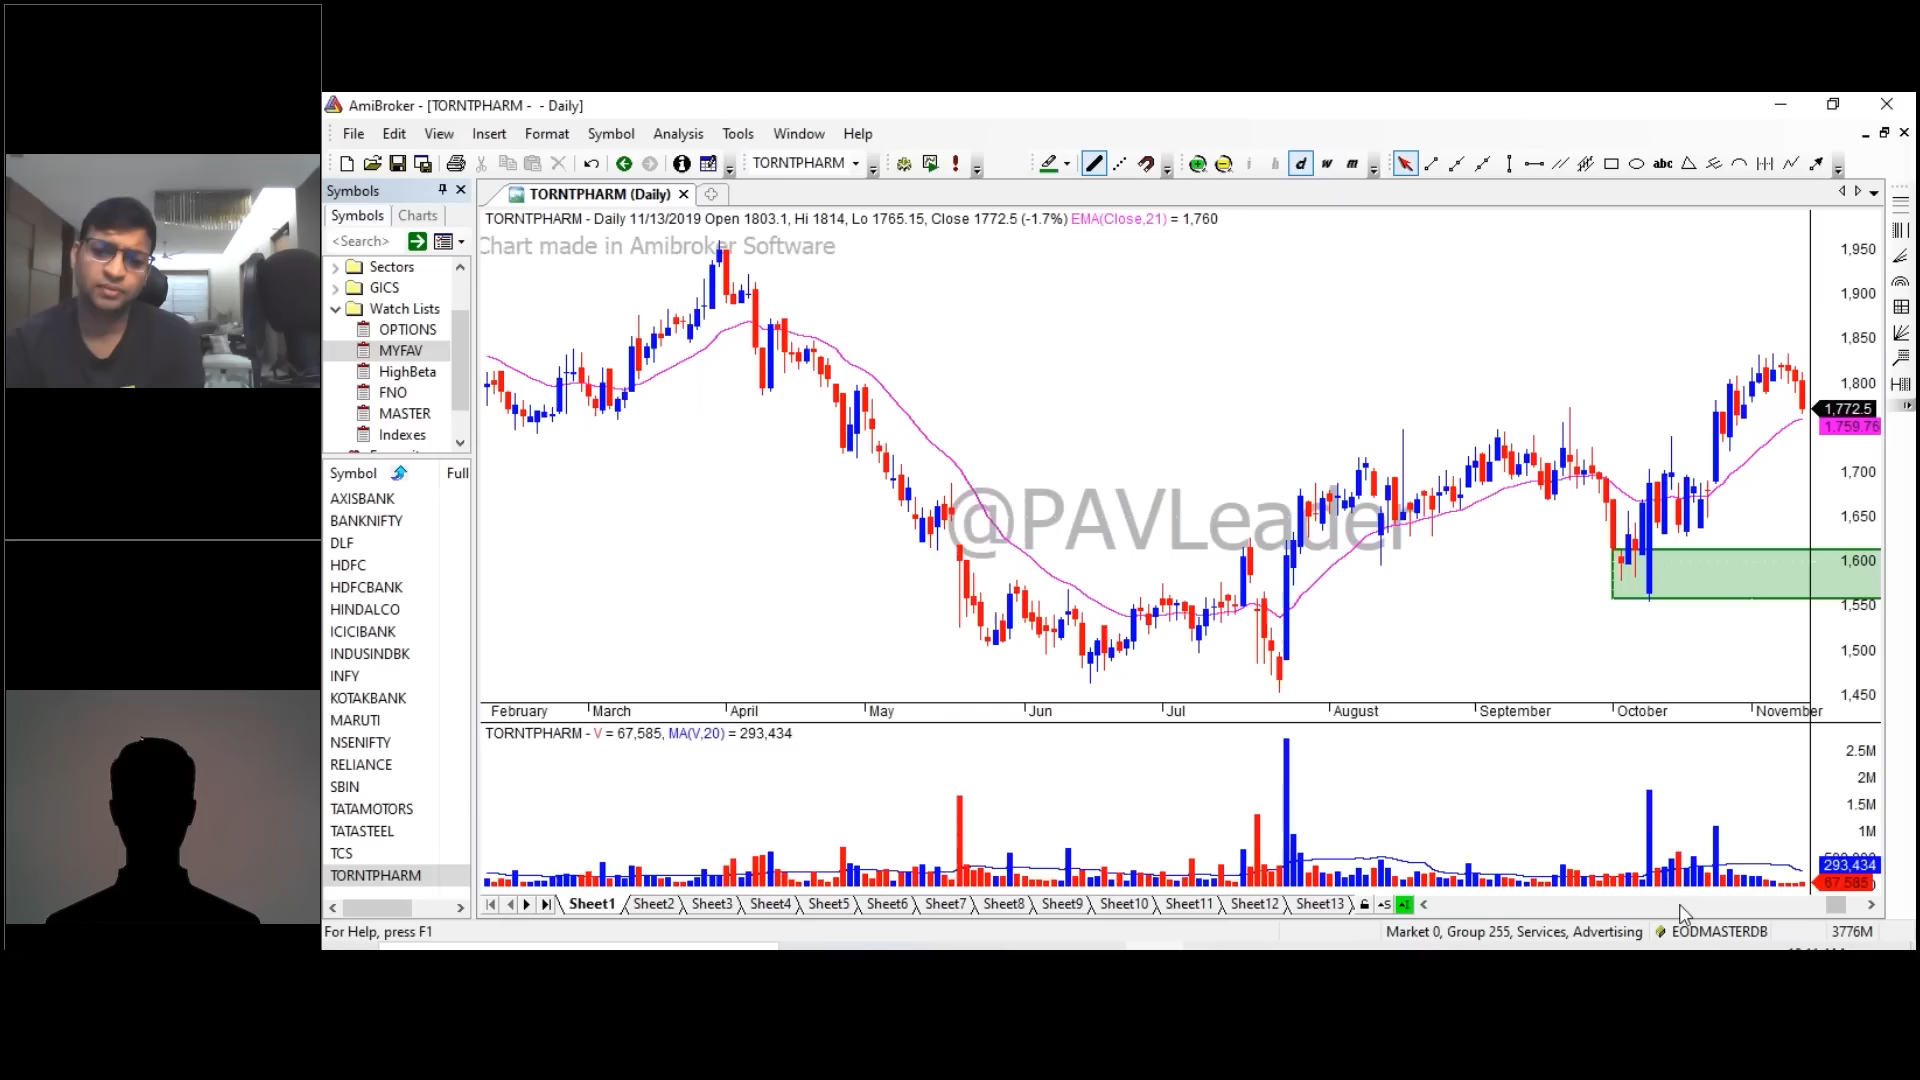 AmiBroker - [TORNTPHARM -  - Daily]
File Edit View Insert Format Symbol Analysis Tools Window Help
TORNTPHARM
i h d w m
abc
Symbols
TORNTPHARM (Daily)
Symbols Charts
<Search>
Sectors
GICS
Watch Lists
OPTIONS
MYFAV
HighBeta
FNO
MASTER
Indexes
Symbol Full
AXISBANK
BANKNIFTY
DLF
HDFC
HDFCBANK
HINDALCO
ICICIBANK
INDUSINDBK
INFY
KOTAKBANK
MARUTI
NSENIFTY
RELIANCE
SBIN
TATAMOTORS
TATASTEEL
TCS
TORNTPHARM
TORNTPHARM - Daily 11/13/2019 Open 1803.1, Hi 1814, Lo 1765.15, Close 1772.5 (-1.7%) EMA(Close,21) = 1,760
Chart made in Amibroker Software
@PAVLeader
1,950
1,900
1,850
1,800
1,772.5
1,759.76
1,700
1,650
1,600
1,550
1,500
1,450
February March April May Jun Jul August September October November
TORNTPHARM - V = 67,585, MA(V,20) = 293,434
2.5M
2M
1.5M
1M
293,434
67,585
Sheet1 Sheet2 Sheet3 Sheet4 Sheet5 Sheet6 Sheet7 Sheet8 Sheet9 Sheet10 Sheet11 Sheet12 Sheet13
For Help, press F1
Market 0, Group 255, Services, Advertising EODMASTERDB 3776M